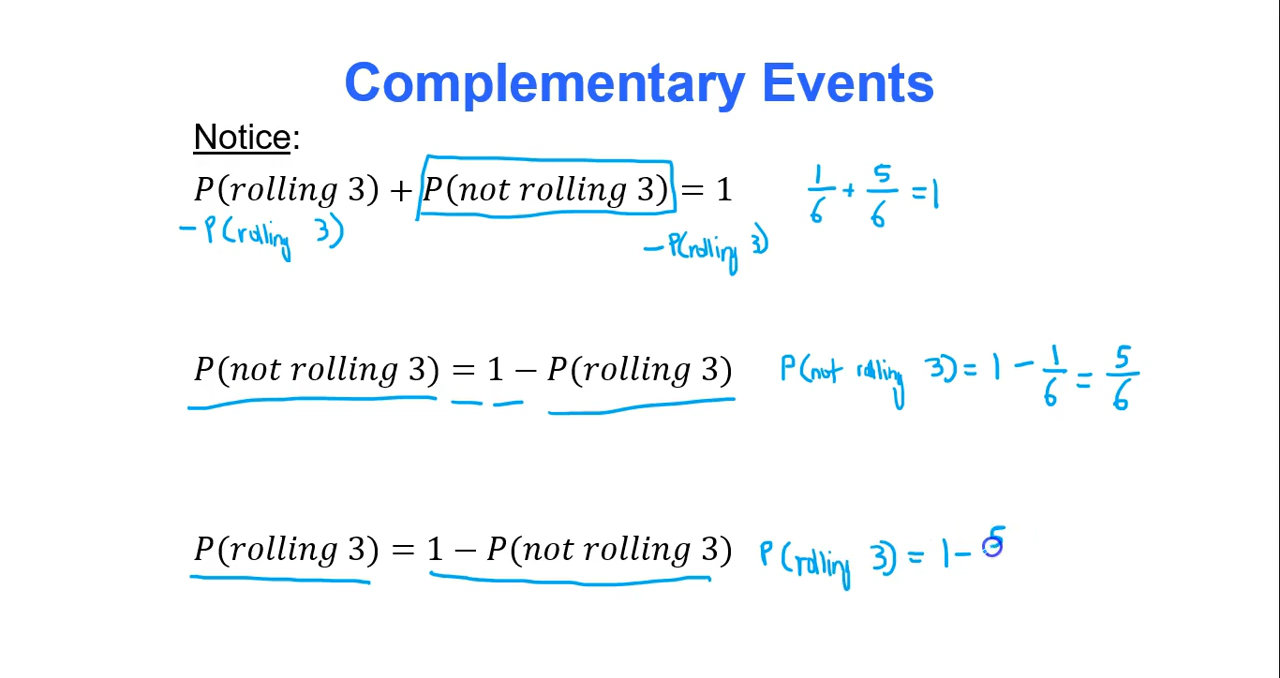 Complementary Events
Notice:
P(rolling 3) + P(not rolling 3) = 1 1/6 + 5/6 = 1
- P(rolling 3) - P(rolling 3)
P(not rolling 3) = 1 − P(rolling 3) P(not rolling 3) = 1 - 1/6 = 5/6
P(rolling 3) = 1 − P(not rolling 3) P(rolling 3) = 1 - 5